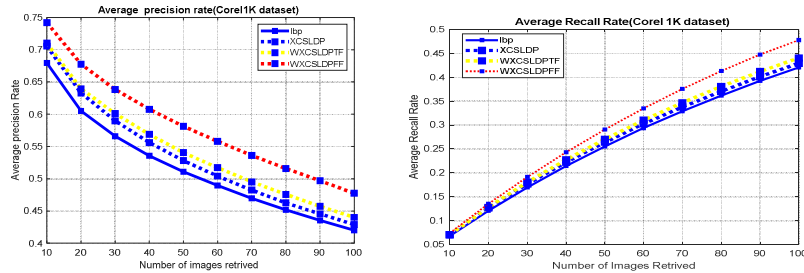 Average precision rate(Corel1K dataset)
lbp
XCSLDP
WXCSLDPTF
WXCSLDPFF
0.75
0.7
0.65
0.6
0.55
0.5
0.45
0.4
Average precision Rate
10 20 30 40 50 60 70 80 90 100
Number of images retrived
Average Recall Rate(Corel 1K dataset)
lbp
XCSLDP
WXCSLDPTF
WXCSLDPFF
0.5
0.45
0.4
0.35
0.3
0.25
0.2
0.15
0.1
0.05
Average Recall Rate
10 20 30 40 50 60 70 80 90 100
Number of Images Retrived